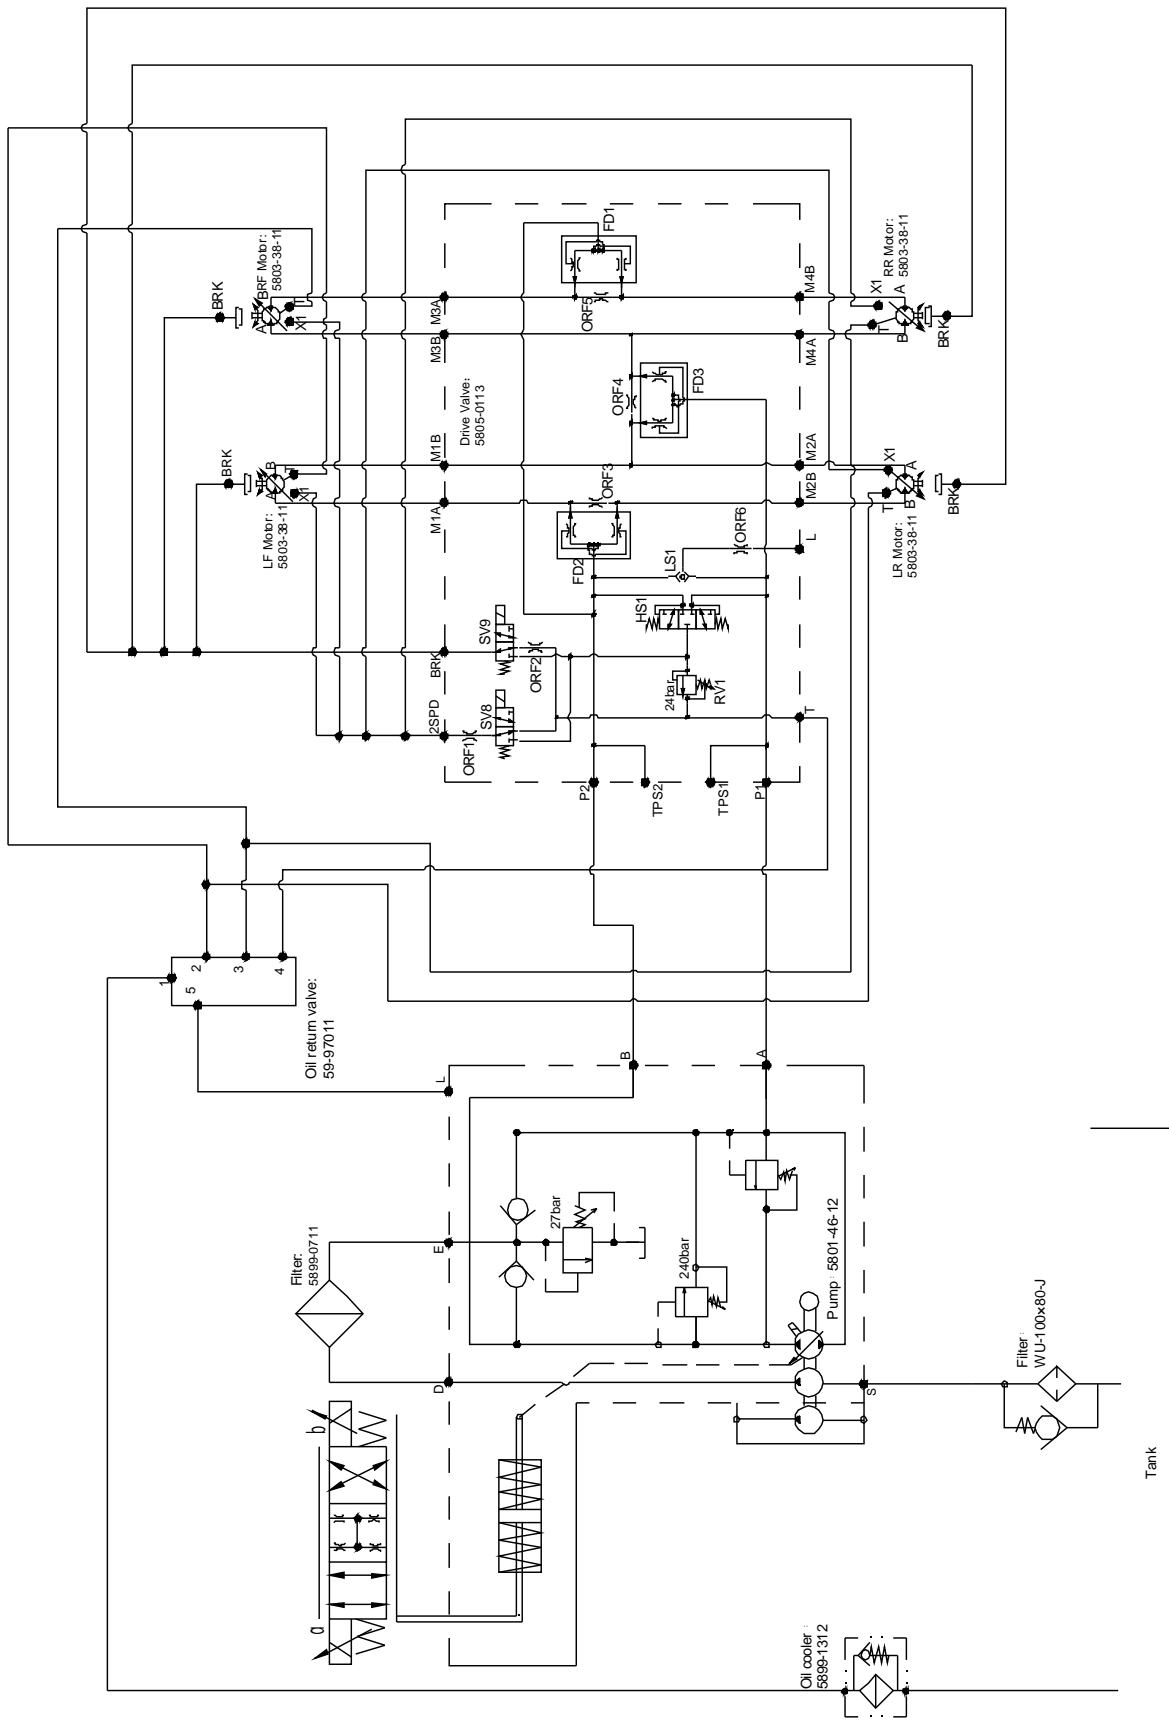 BRK
BRF Motor:
5803-38-11
A
T
X1
BRK
LF Motor:
5803-38-11
A
B
T
X1
M3A
M3B
M1B
M1A
Drive Valve:
5805-0113
FD1
ORF5
ORF4
FD3
ORF3
FD2
M4B
M4A
M2A
M2B
RR Motor:
5803-38-11
X1
A
T
B
BRK
LR Motor:
5803-38-11
X1
A
T
B
BRK
ORF6
LS1
L
HS1
SV9
BRK
ORF2
SV8
2SPD
ORF1
24bar
RV1
T
P2
TPS2
TPS1
P1
1
2
3
4
5
Oil return valve:
59-97011
L
B
A
Filter:
5899-0711
E
27bar
240bar
Pump: 5801-46-12
D
S
b
a
Filter:
WU-100×80-J
Tank
Oil cooler:
5899-1312